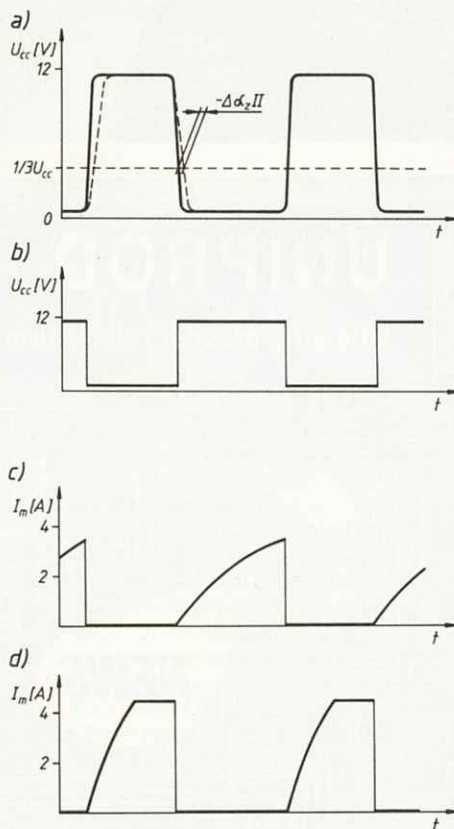 a)
U_cc [V]
12
-Δα_z II
1/3U_cc
0
t
b)
U_cc [V]
12
t
c)
I_m [A]
4
2
t
d)
I_m [A]
4
2
t